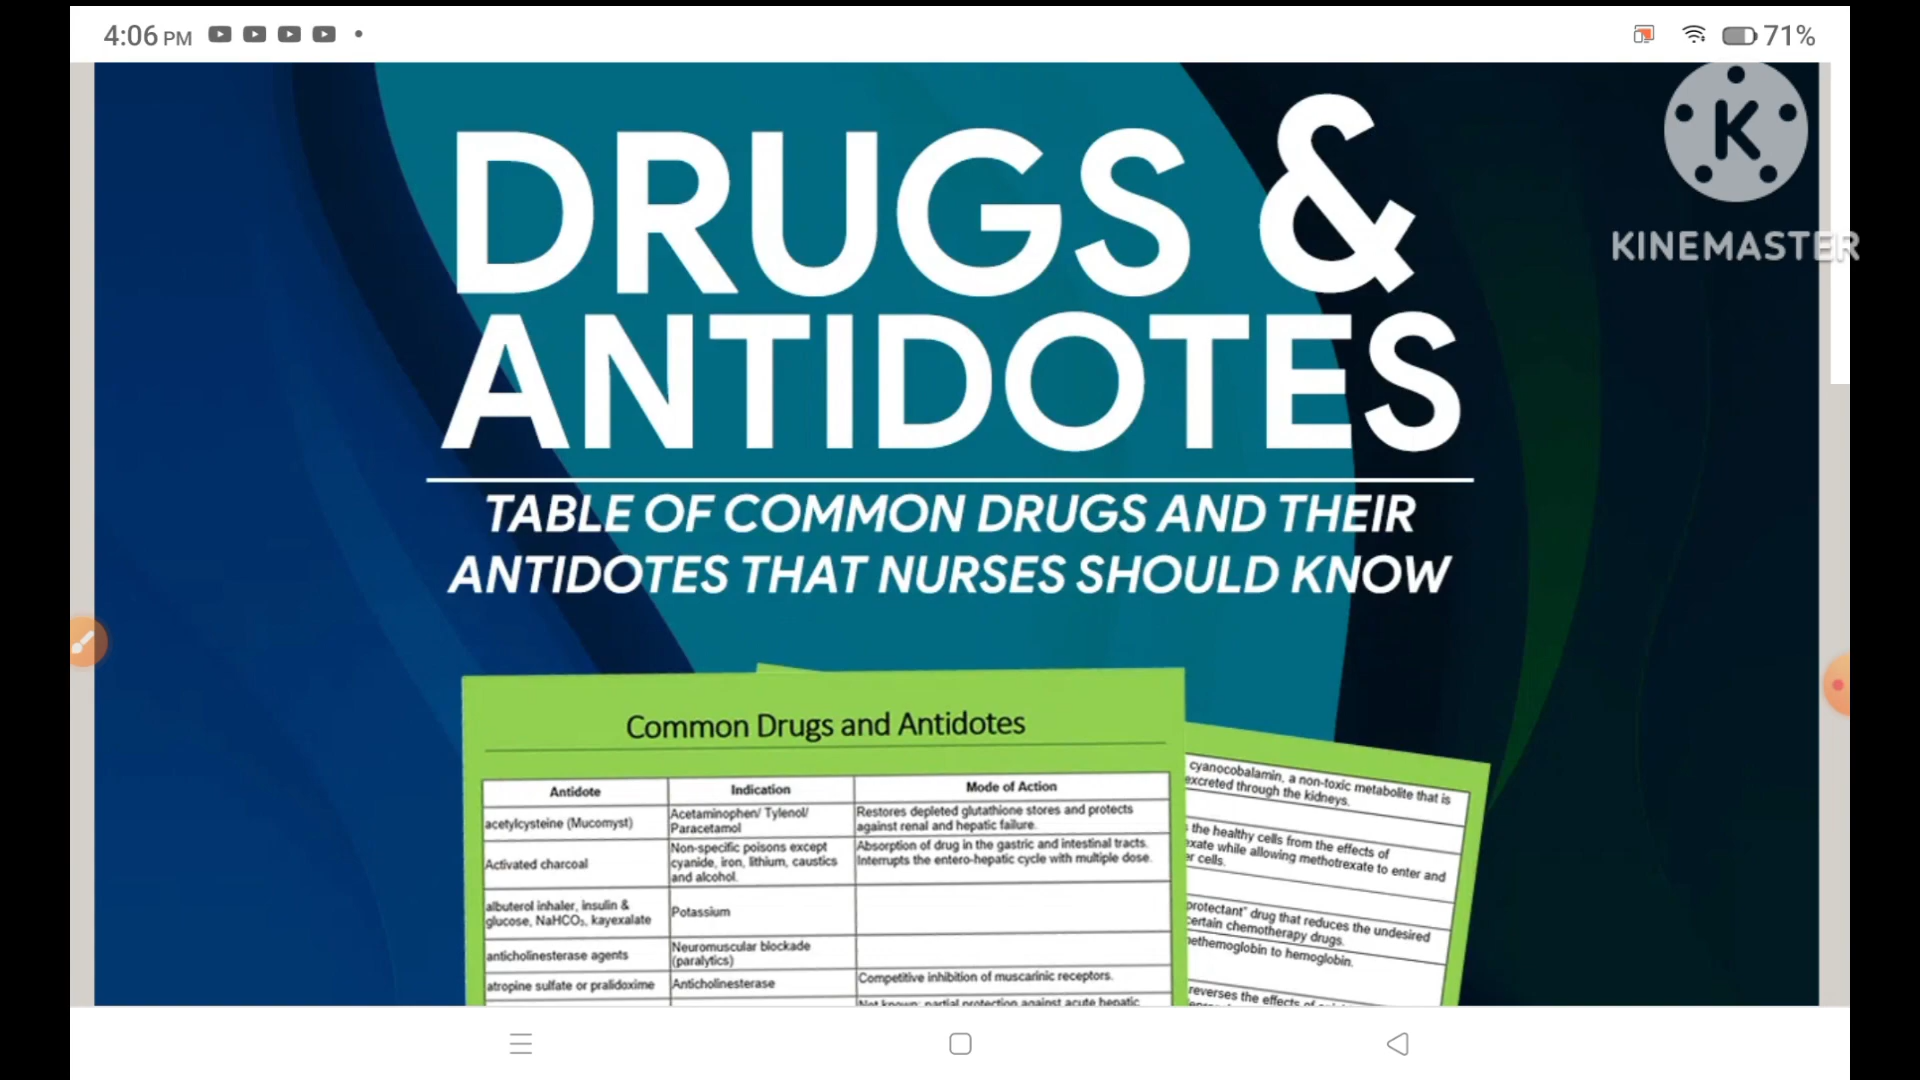 4:06 PM
71%
K
KINEMASTER
DRUGS &
ANTIDOTES
TABLE OF COMMON DRUGS AND THEIR
ANTIDOTES THAT NURSES SHOULD KNOW
Common Drugs and Antidotes
Antidote Indication Mode of Action
acetylcysteine (Mucomyst)
Acetaminophen/ Tylenol/
Paracetamol
Restores depleted glutathione stores and protects
against renal and hepatic failure.
Activated charcoal
Non-specific poisons except
cyanide, iron, lithium, caustics
and alcohol.
Absorption of drug in the gastric and intestinal tracts.
Interrupts the entero-hepatic cycle with multiple dose.
albuterol inhaler, insulin &
glucose, NaHCO₃, kayexalate
Potassium
anticholinesterase agents
Neuromuscular blockade
(paralytics)
atropine sulfate or pralidoxime
Anticholinesterase
Competitive inhibition of muscarinic receptors.
Not known; partial protection against acute hepatic
cyanocobalamin, a non-toxic metabolite that is
excreted through the kidneys.
the healthy cells from the effects of
while allowing methotrexate to enter and
cells.
protectant" drug that reduces the undesired
certain chemotherapy drugs.
methemoglobin to hemoglobin.
reverses the effects of